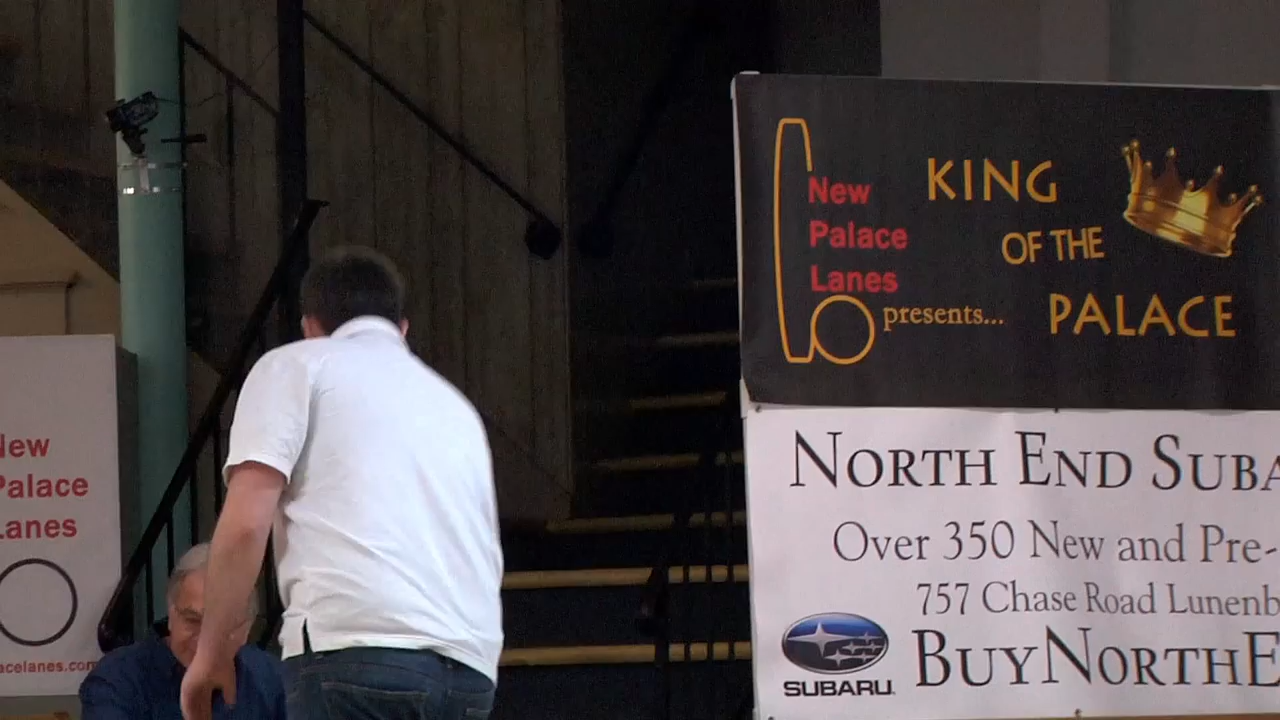 New
Palace
Lanes
presents...
KING
OF THE
PALACE
NORTH END SUBA
Over 350 New and Pre-
757 Chase Road Lunenb
BUYNORTHE
SUBARU
New
Palace
Lanes
acelanes.com